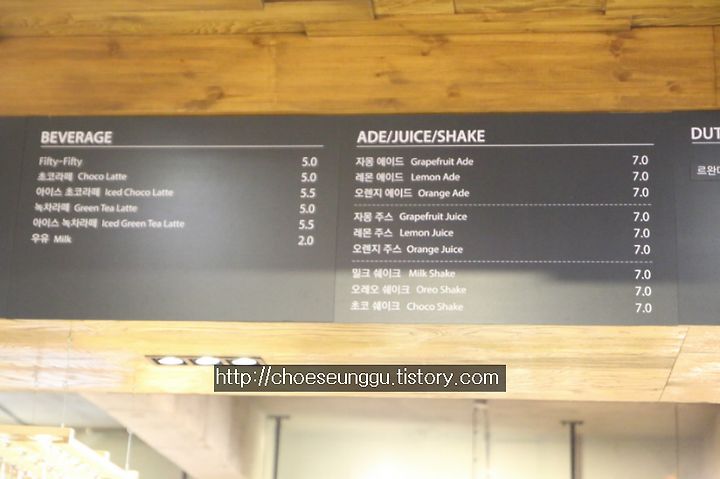 BEVERAGE
Fifty-Fifty 5.0
초코라떼 Choco Latte 5.0
아이스 초코라떼 Iced Choco Latte 5.5
녹차라떼 Green Tea Latte 5.0
아이스 녹차라떼 Iced Green Tea Latte 5.5
우유 Milk 2.0
ADE/JUICE/SHAKE
자몽 에이드 Grapefruit Ade 7.0
레몬 에이드 Lemon Ade 7.0
오렌지 에이드 Orange Ade 7.0
자몽 주스 Grapefruit Juice 7.0
레몬 주스 Lemon Juice 7.0
오렌지 주스 Orange Juice 7.0
밀크 쉐이크 Milk Shake 7.0
오레오 쉐이크 Oreo Shake 7.0
초코 쉐이크 Choco Shake 7.0
DUT
http://choeseunggu.tistory.com